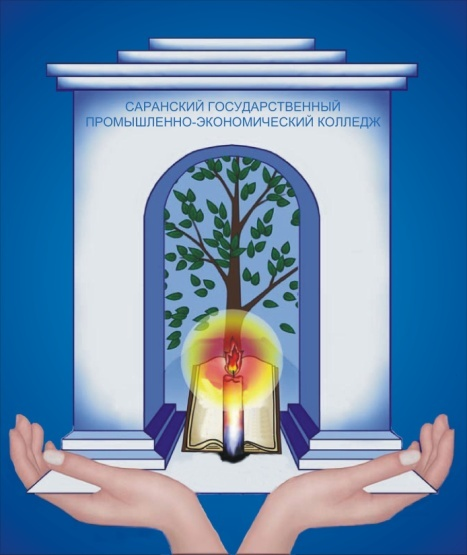 САРАНСКИЙ ГОСУДАРСТВЕННЫЙ
ПРОМЫШЛЕННО-ЭКОНОМИЧЕСКИЙ КОЛЛЕДЖ